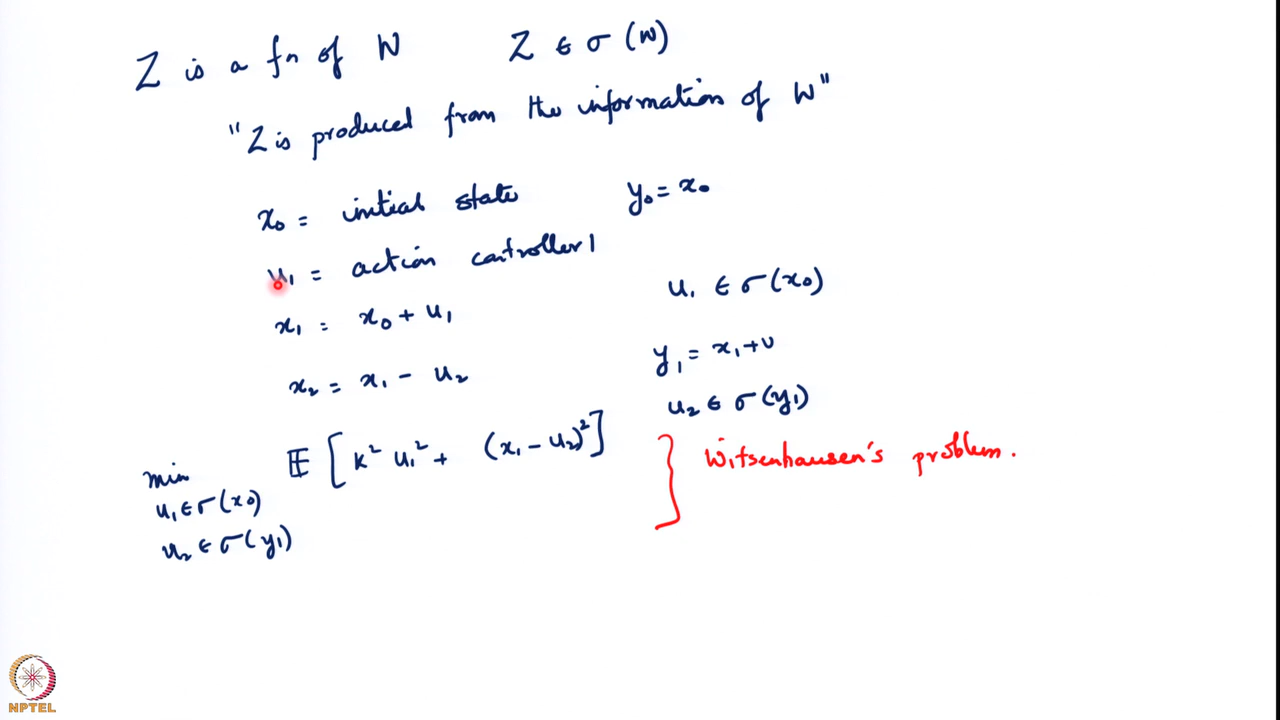 Z is a fn of W Z ∈ σ(W)
"Z is produced from the information of W"
x₀ = initial state y₀ = x₀
u₁ = action controller 1
u₁ ∈ σ(x₀)
x₁ = x₀ + u₁
y₁ = x₁ + v
x₂ = x₁ - u₂
u₂ ∈ σ(y₁)
min 𝔼 [k² u₁² + (x₁ - u₂)²] } Witsenhausen's problem.
u₁ ∈ σ(x₀)
u₂ ∈ σ(y₁)
NPTEL